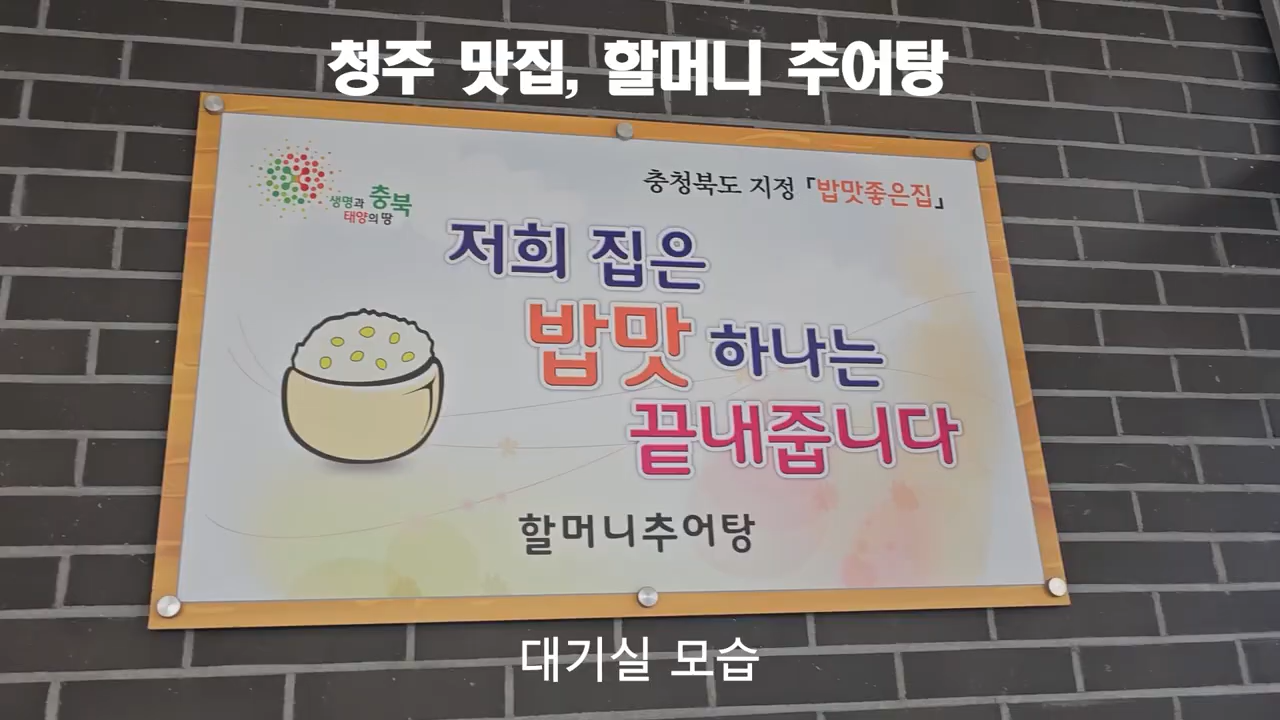 청주 맛집, 할머니 추어탕
생명과 충북
태양의 땅
충청북도 지정 「밥맛좋은집」
저희 집은
밥맛 하나는
끝내줍니다
할머니추어탕
대기실 모습